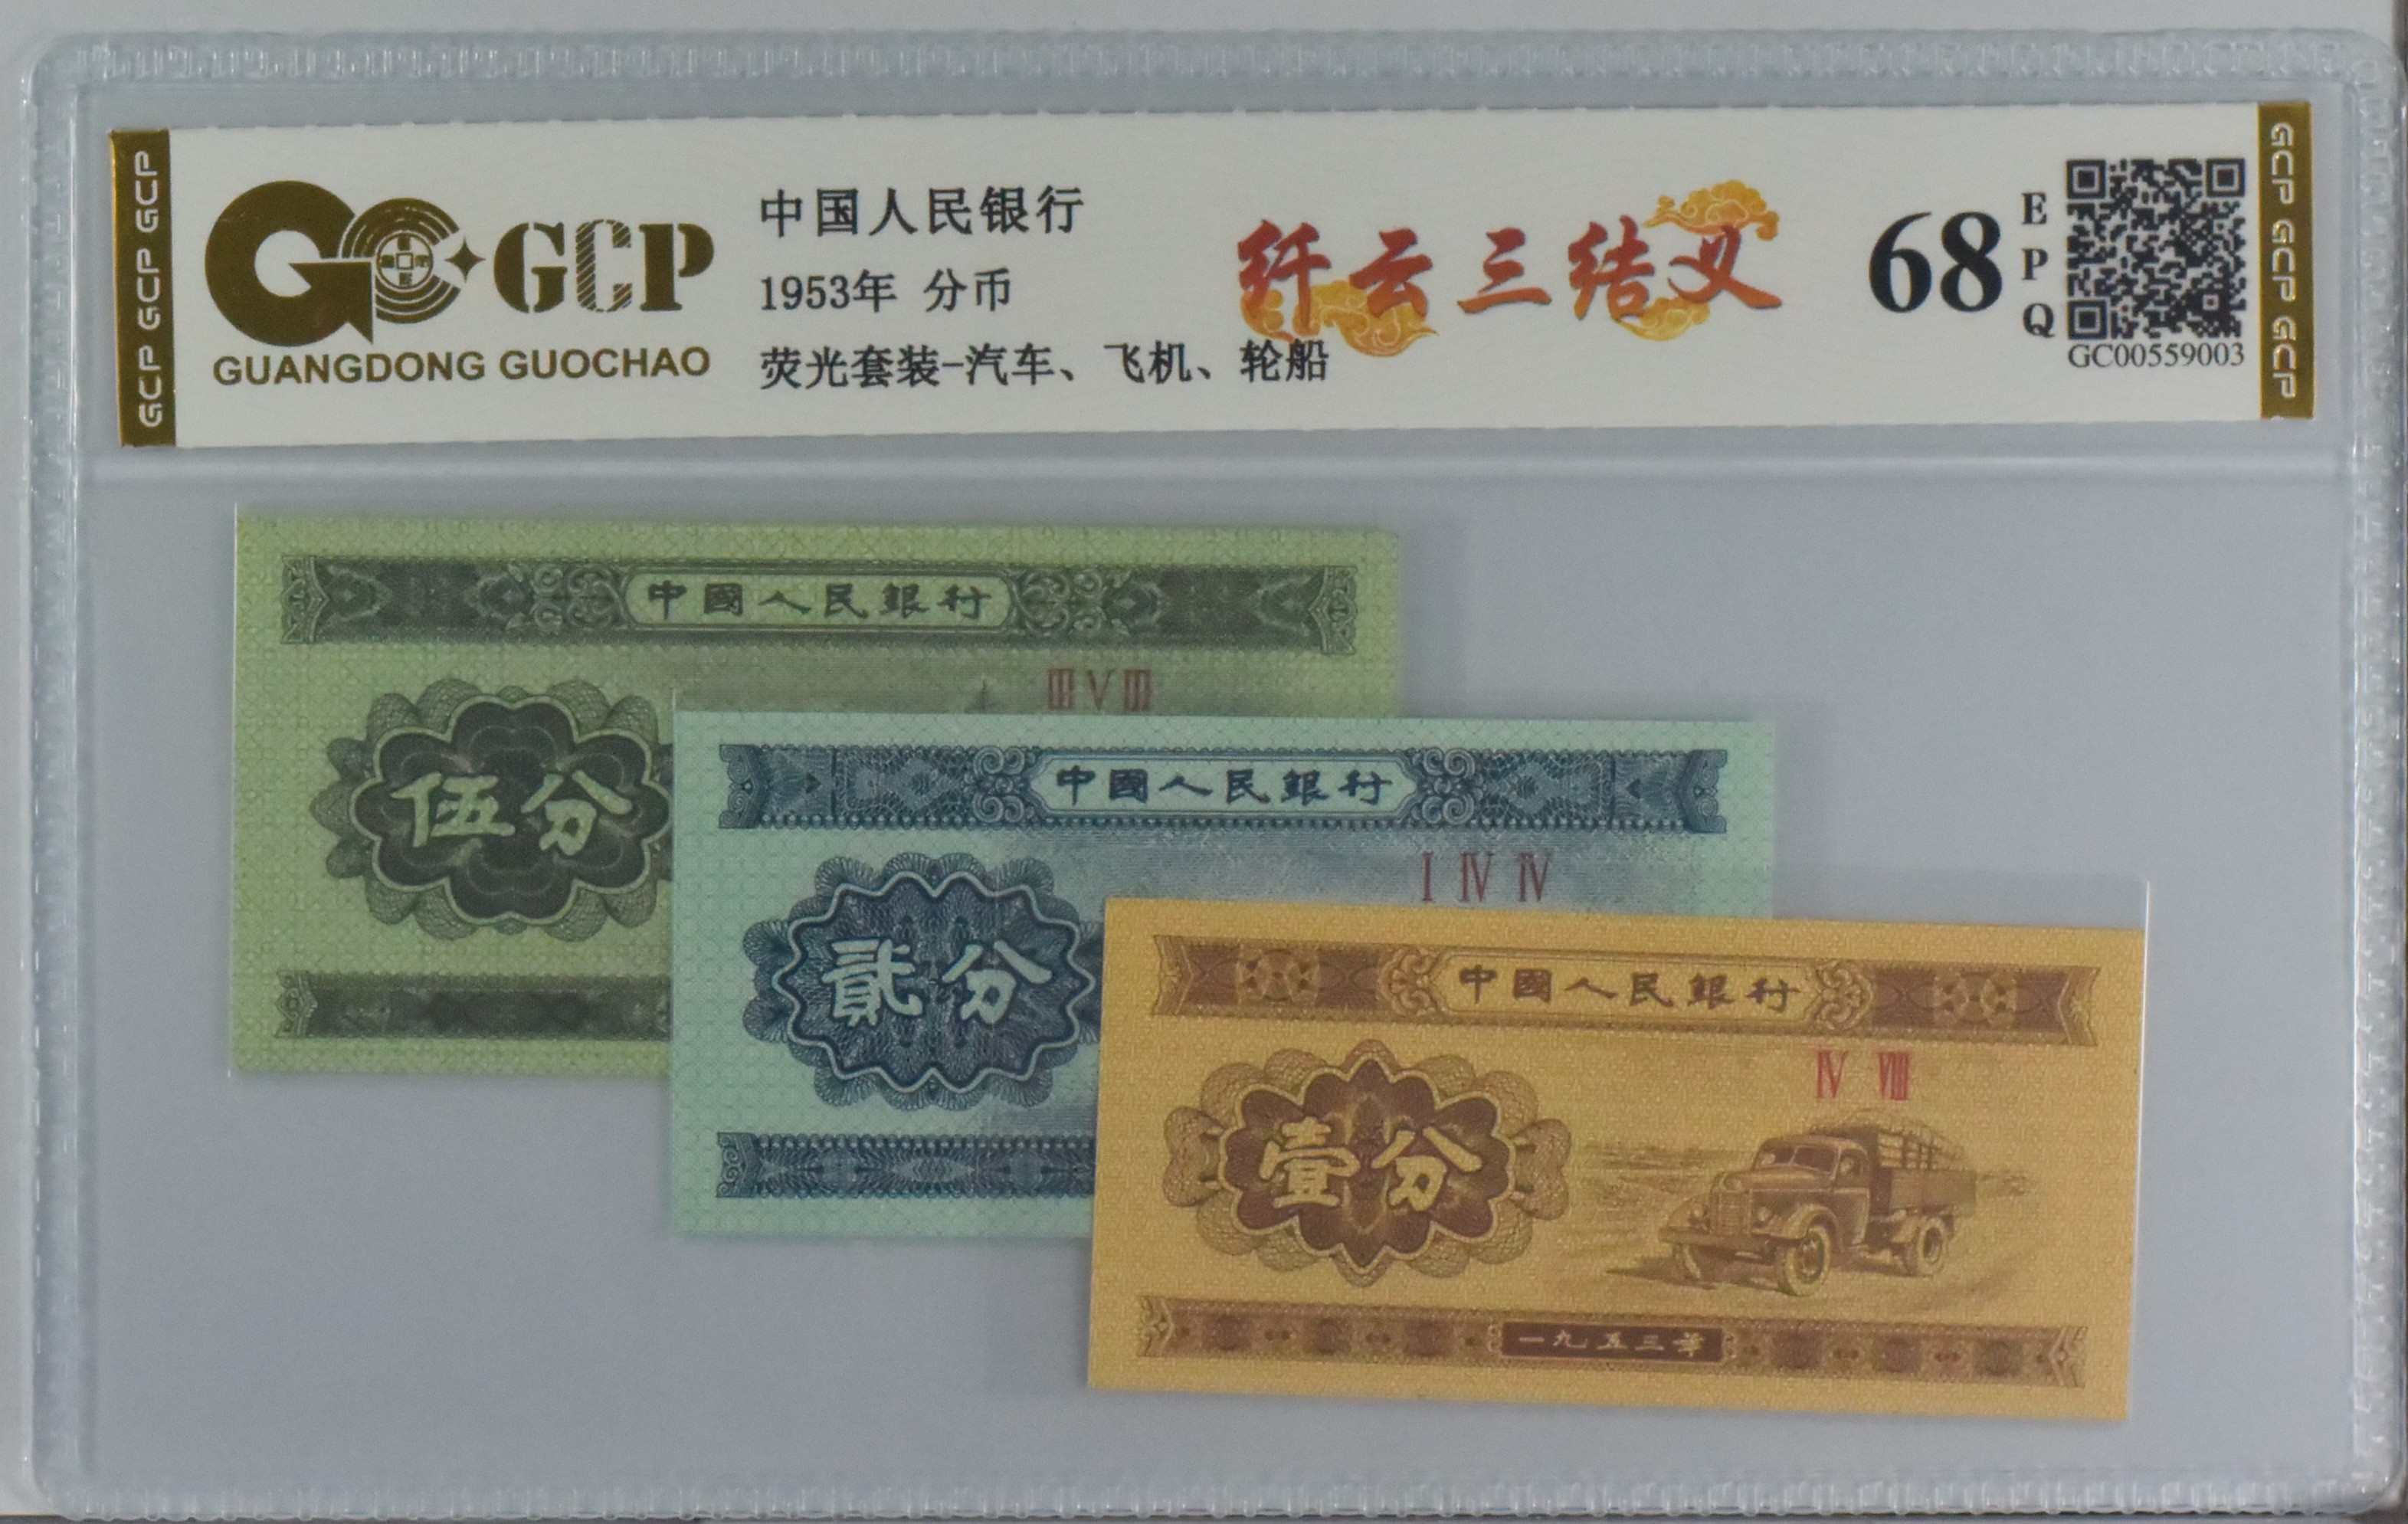 GCP GCP GCP
GCP
GUANGDONG GUOCHAO
中国人民银行
1953年 分币
荧光套装-汽车、飞机、轮船
纤云三结义
68
EPQ
GC00559003
GCP GCP GCP
中國人民銀行
ⅢⅤⅢ
伍分
中國人民銀行
Ⅰ Ⅳ Ⅳ
貳分
中國人民銀行
Ⅳ Ⅷ
壹分
一九五三年